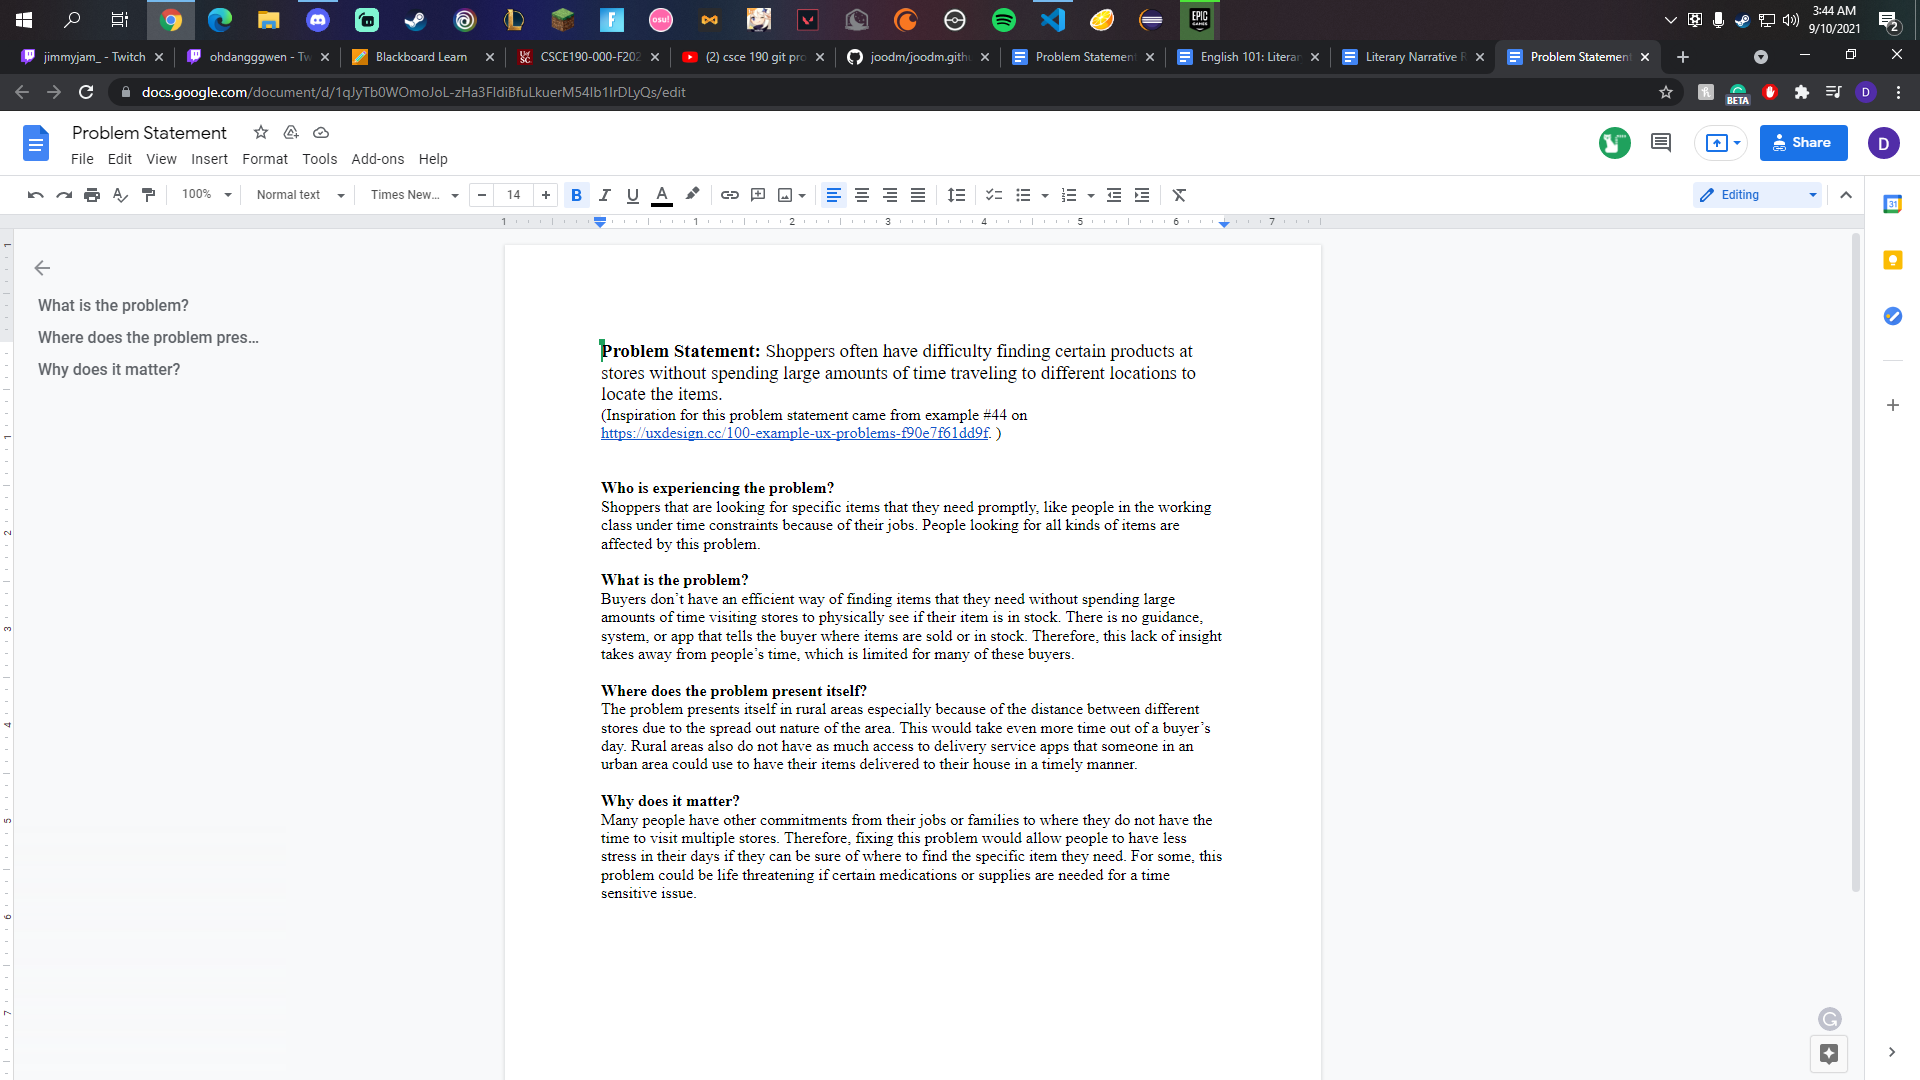 3:44 AM
9/10/2021
2
jimmyjam_ - Twitch
ohdangggwen - Tw
Blackboard Learn
CSCE190-000-F202
(2) csce 190 git pro
joodm/joodm.gith
Problem Statement
English 101: Literar
Literary Narrative R
Problem Statement
docs.google.com/document/d/1qJyTb0WOmoJoL-zHa3FIdiBfuLkuerM54Ib1IrDLyQs/edit
BETA
D
Problem Statement
File Edit View Insert Format Tools Add-ons Help
Share
D
100%
Normal text
Times New...
14
B I U A
Editing
31
1 1 2 3 4 5 6 7
What is the problem?
Where does the problem pres...
Why does it matter?
Problem Statement: Shoppers often have difficulty finding certain products at
stores without spending large amounts of time traveling to different locations to
locate the items.
(Inspiration for this problem statement came from example #44 on
https://uxdesign.cc/100-example-ux-problems-f90e7f61dd9f. )
Who is experiencing the problem?
Shoppers that are looking for specific items that they need promptly, like people in the working
class under time constraints because of their jobs. People looking for all kinds of items are
affected by this problem.
What is the problem?
Buyers don’t have an efficient way of finding items that they need without spending large
amounts of time visiting stores to physically see if their item is in stock. There is no guidance,
system, or app that tells the buyer where items are sold or in stock. Therefore, this lack of insight
takes away from people’s time, which is limited for many of these buyers.
Where does the problem present itself?
The problem presents itself in rural areas especially because of the distance between different
stores due to the spread out nature of the area. This would take even more time out of a buyer’s
day. Rural areas also do not have as much access to delivery service apps that someone in an
urban area could use to have their items delivered to their house in a timely manner.
Why does it matter?
Many people have other commitments from their jobs or families to where they do not have the
time to visit multiple stores. Therefore, fixing this problem would allow people to have less
stress in their days if they can be sure of where to find the specific item they need. For some, this
problem could be life threatening if certain medications or supplies are needed for a time
sensitive issue.